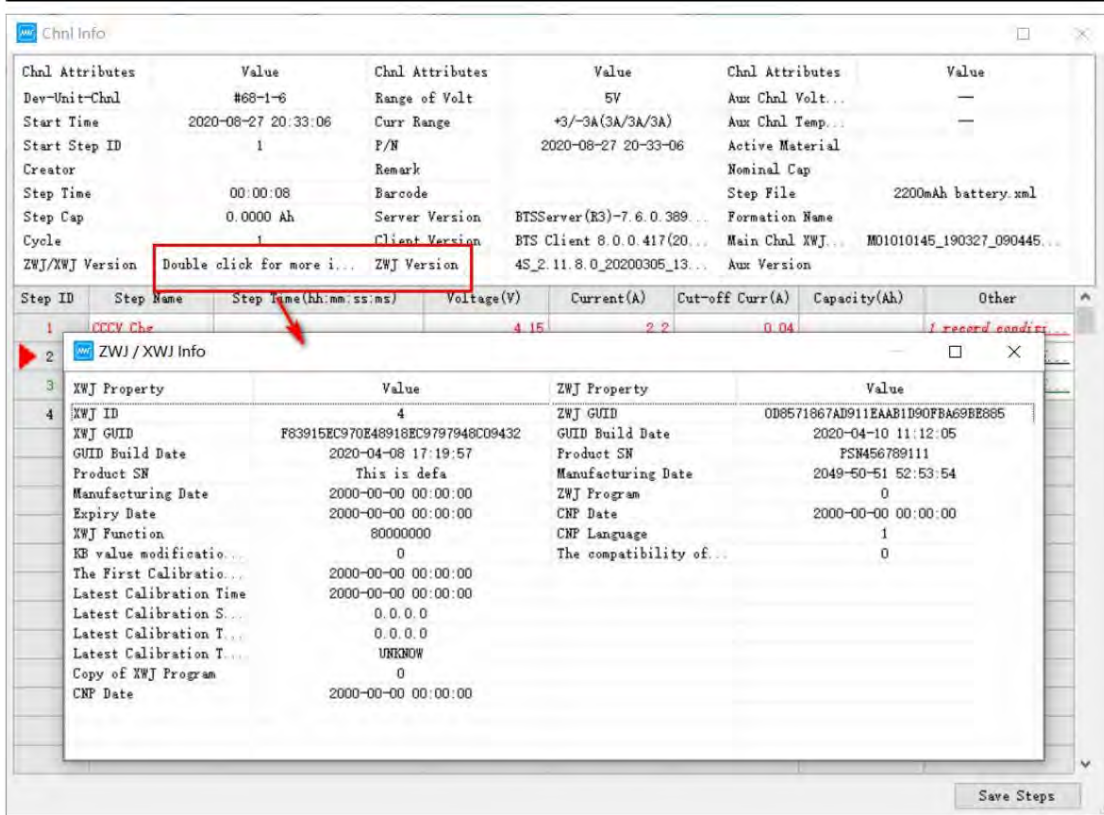 Chnl Info
Chnl Attributes Value Chnl Attributes Value Chnl Attributes Value
Dev-Unit-Chnl #68-1-6 Range of Volt 5V Aux Chnl Volt... —
Start Time 2020-08-27 20:33:06 Curr Range +3/-3A(3A/3A/3A) Aux Chnl Temp... —
Start Step ID 1 P/N 2020-08-27 20-33-06 Active Material
Creator Remark Nominal Cap
Step Time 00:00:08 Barcode Step File 2200mAh battery.xml
Step Cap 0.0000 Ah Server Version BTSServer(R3)-7.6.0.389... Formation Name
Cycle 1 Client Version BTS Client 8.0.0.417(20... Main Chnl XWJ... M01010145_190327_090445...
ZWJ/XWJ Version Double click for more i... ZWJ Version 4S_2.11.8.0_20200305_13... Aux Version
Step ID Step Name Step Time(hh:mm:ss:ms) Voltage(V) Current(A) Cut-off Curr(A) Capacity(Ah) Other
1 CCCV Chg 4.15 2.2 0.04 1 record conditi...
2
3
4
ZWJ / XWJ Info
XWJ Property Value ZWJ Property Value
XWJ ID 4 ZWJ GUID 0D8571867AD911EAAB1D90FBA69BE885
XWJ GUID F83915EC970E48918EC9797948C09432 GUID Build Date 2020-04-10 11:12:05
GUID Build Date 2020-04-08 17:19:57 Product SN PSN456789111
Product SN This is defa Manufacturing Date 2049-50-51 52:53:54
Manufacturing Date 2000-00-00 00:00:00 ZWJ Program 0
Expiry Date 2000-00-00 00:00:00 CNP Date 2000-00-00 00:00:00
XWJ Function 80000000 CNP Language 1
KB value modificatio... 0 The compatibility of... 0
The First Calibratio... 2000-00-00 00:00:00
Latest Calibration Time 2000-00-00 00:00:00
Latest Calibration S... 0.0.0.0
Latest Calibration T... 0.0.0.0
Latest Calibration T... UNKNOW
Copy of XWJ Program 0
CNP Date 2000-00-00 00:00:00
Save Steps